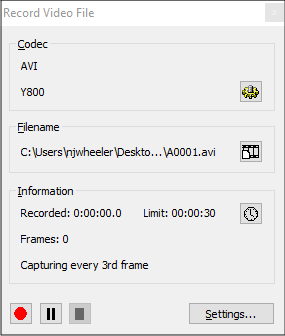 Record Video File
Codec
AVI
Y800
Filename
C:\Users\njwheeler\Deskto...\A0001.avi
Information
Recorded: 0:00:00.0 Limit: 00:00:30
Frames: 0
Capturing every 3rd frame
Settings...